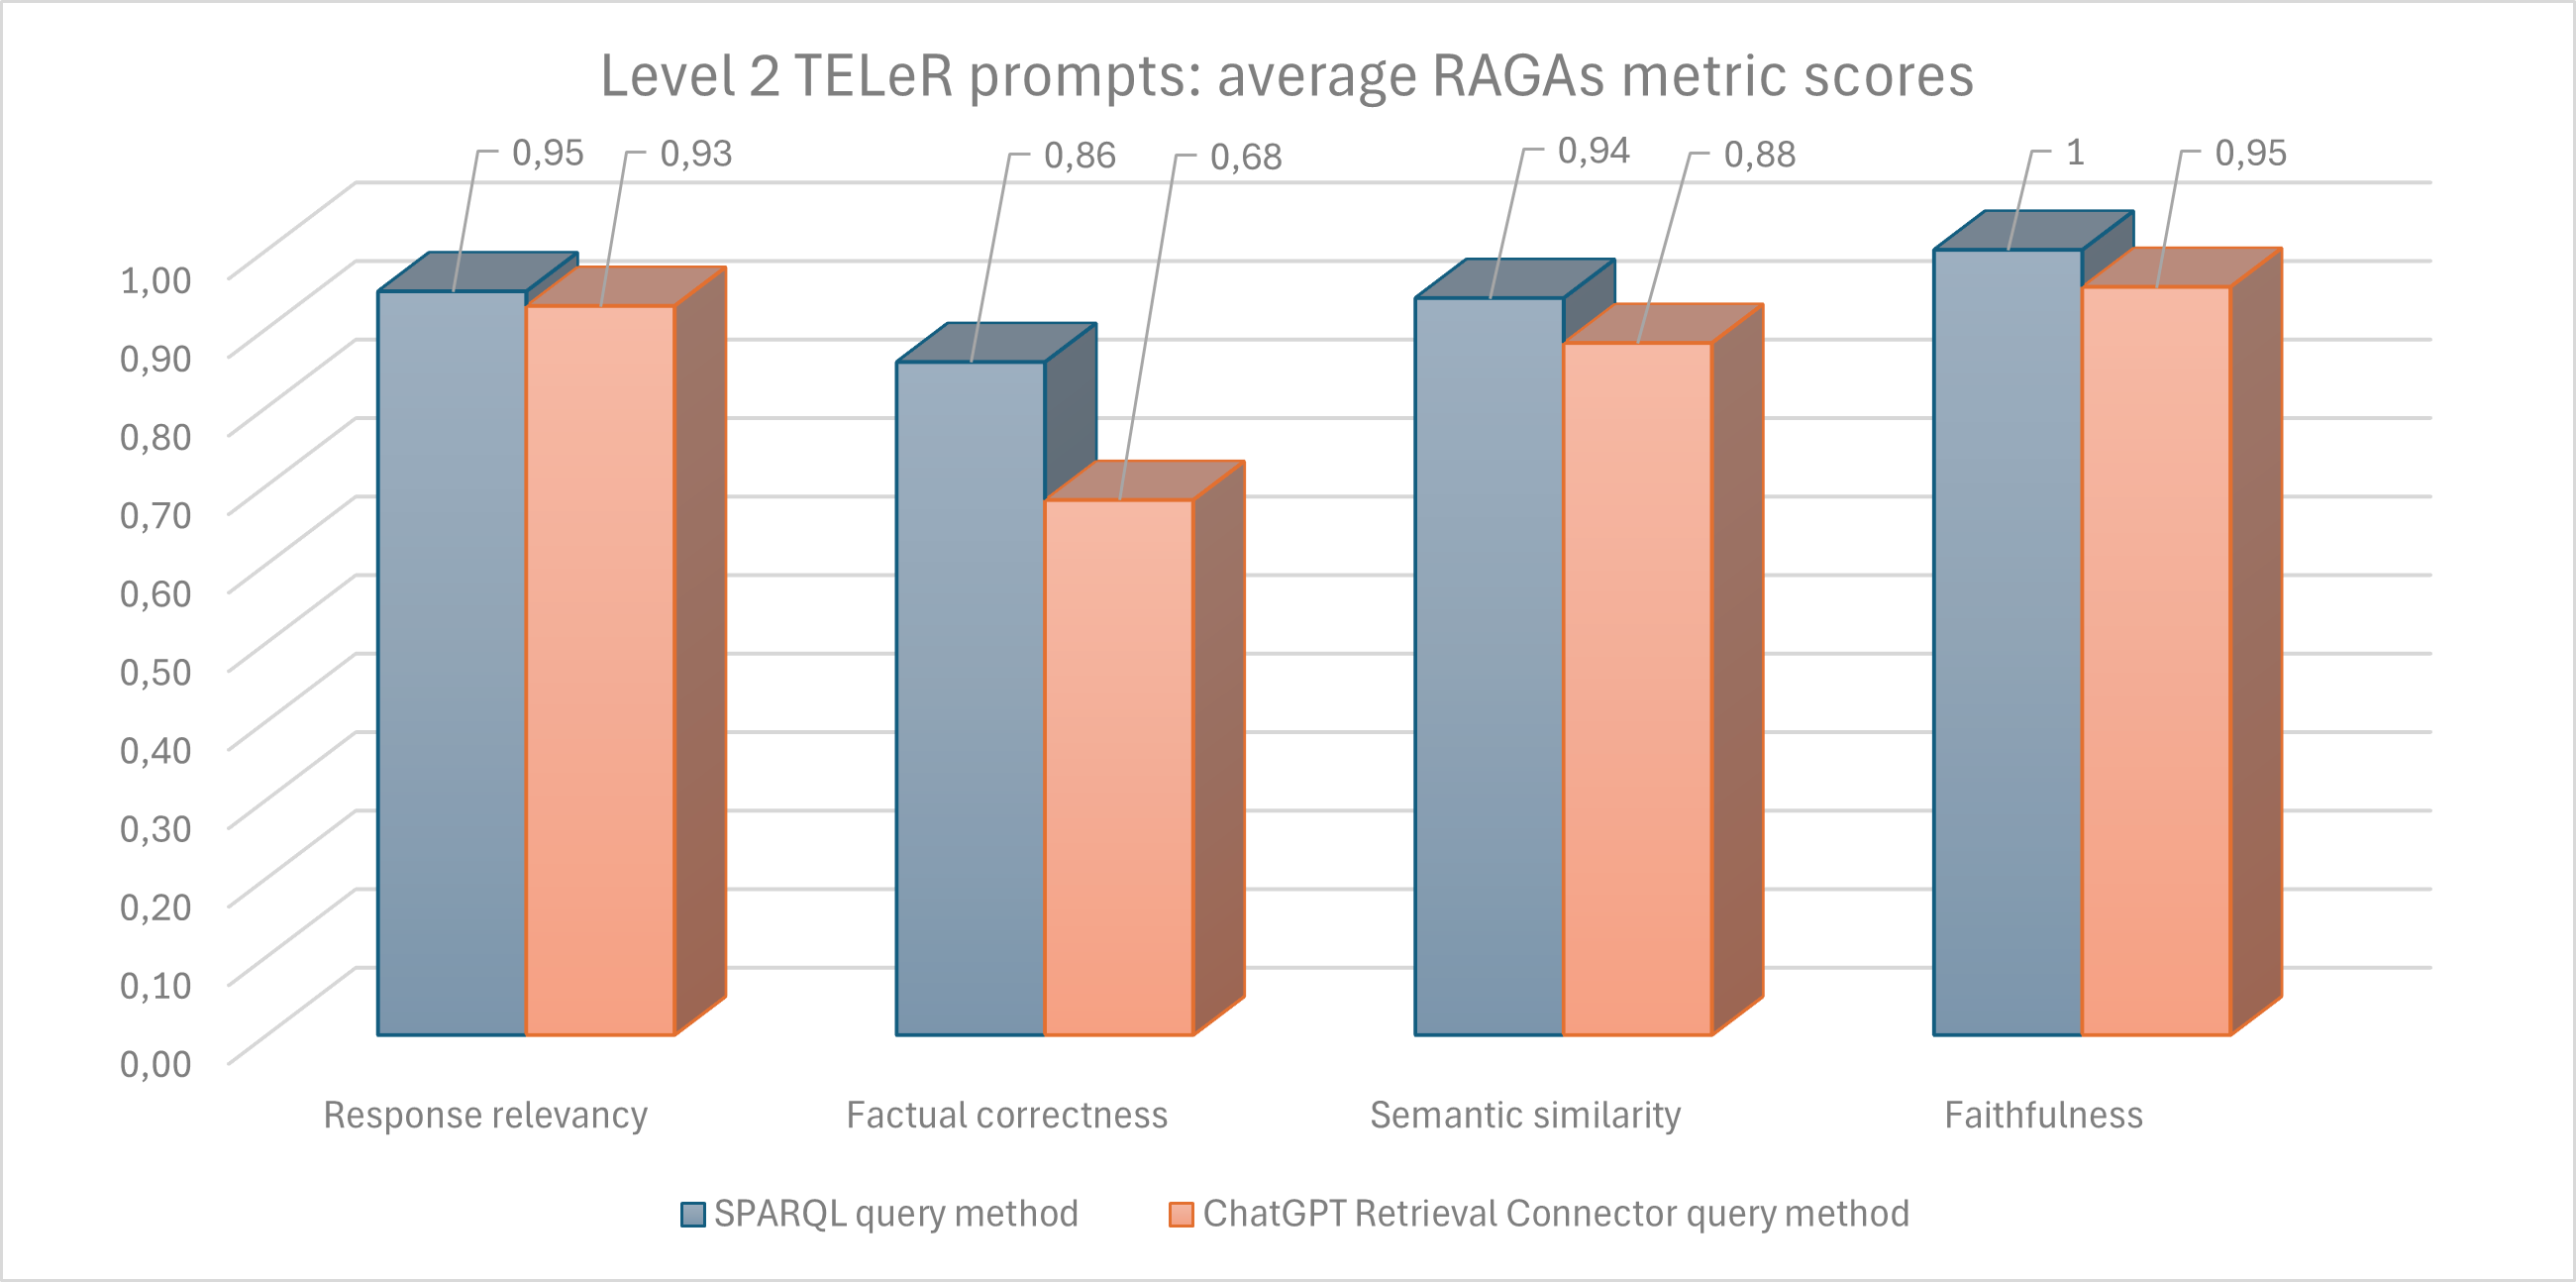 Level 2 TELeR prompts: average RAGAs metric scores
0,95
0,93
0,86
0,68
0,94
0,88
1
0,95
1,00
0,90
0,80
0,70
0,60
0,50
0,40
0,30
0,20
0,10
0,00
Response relevancy
Factual correctness
Semantic similarity
Faithfulness
SPARQL query method
ChatGPT Retrieval Connector query method